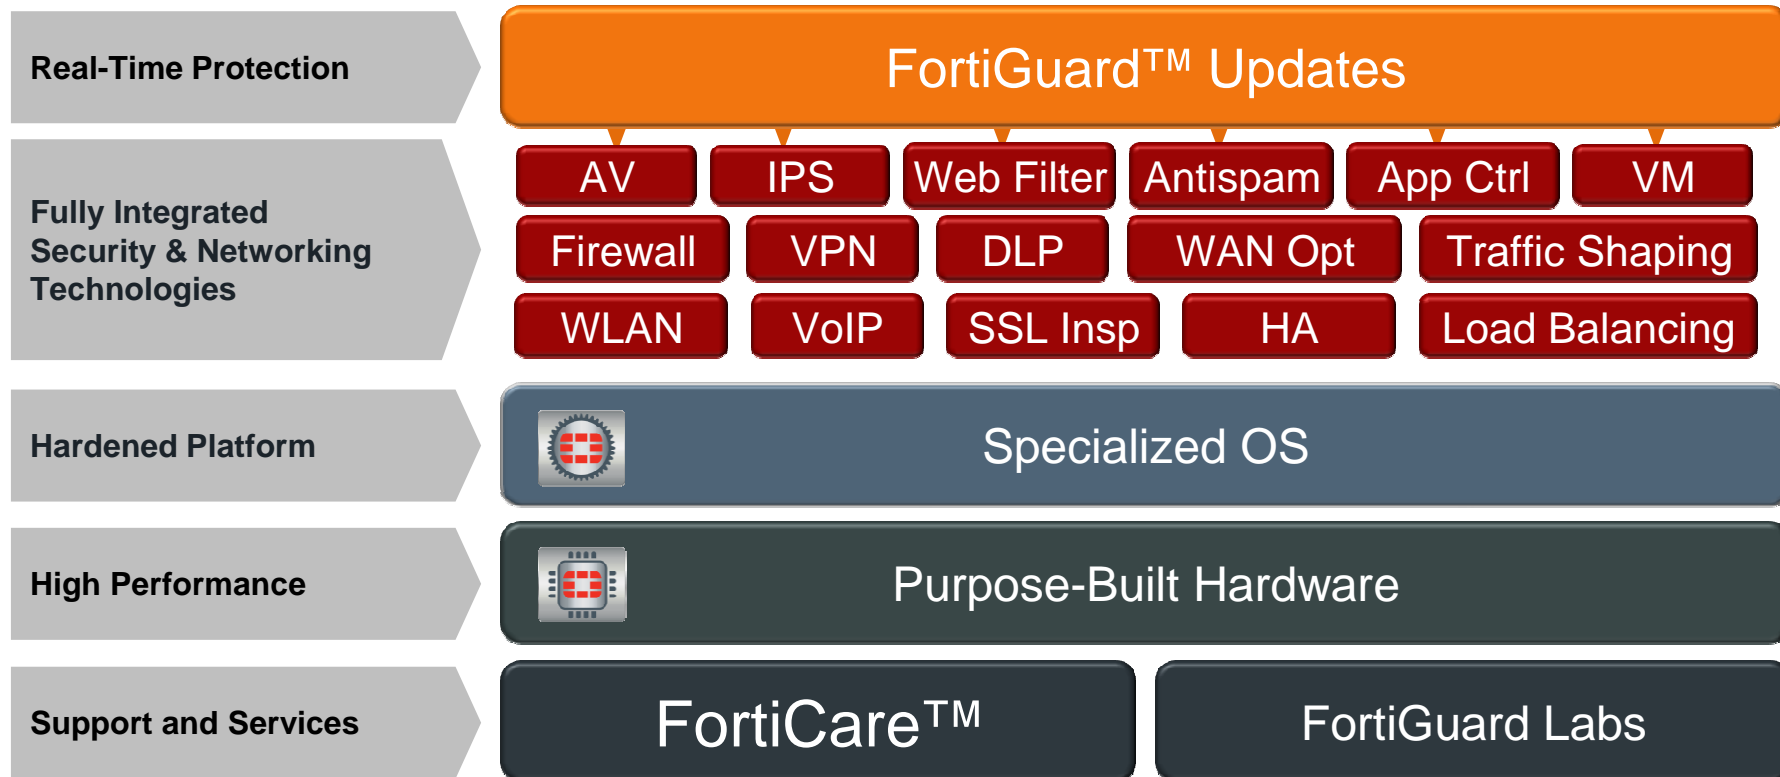 Real-Time Protection
FortiGuard™ Updates
Fully Integrated
Security & Networking
Technologies
AV
IPS
Web Filter
Antispam
App Ctrl
VM
Firewall
VPN
DLP
WAN Opt
Traffic Shaping
WLAN
VoIP
SSL Insp
HA
Load Balancing
Hardened Platform
Specialized OS
High Performance
Purpose-Built Hardware
Support and Services
FortiCare™
FortiGuard Labs